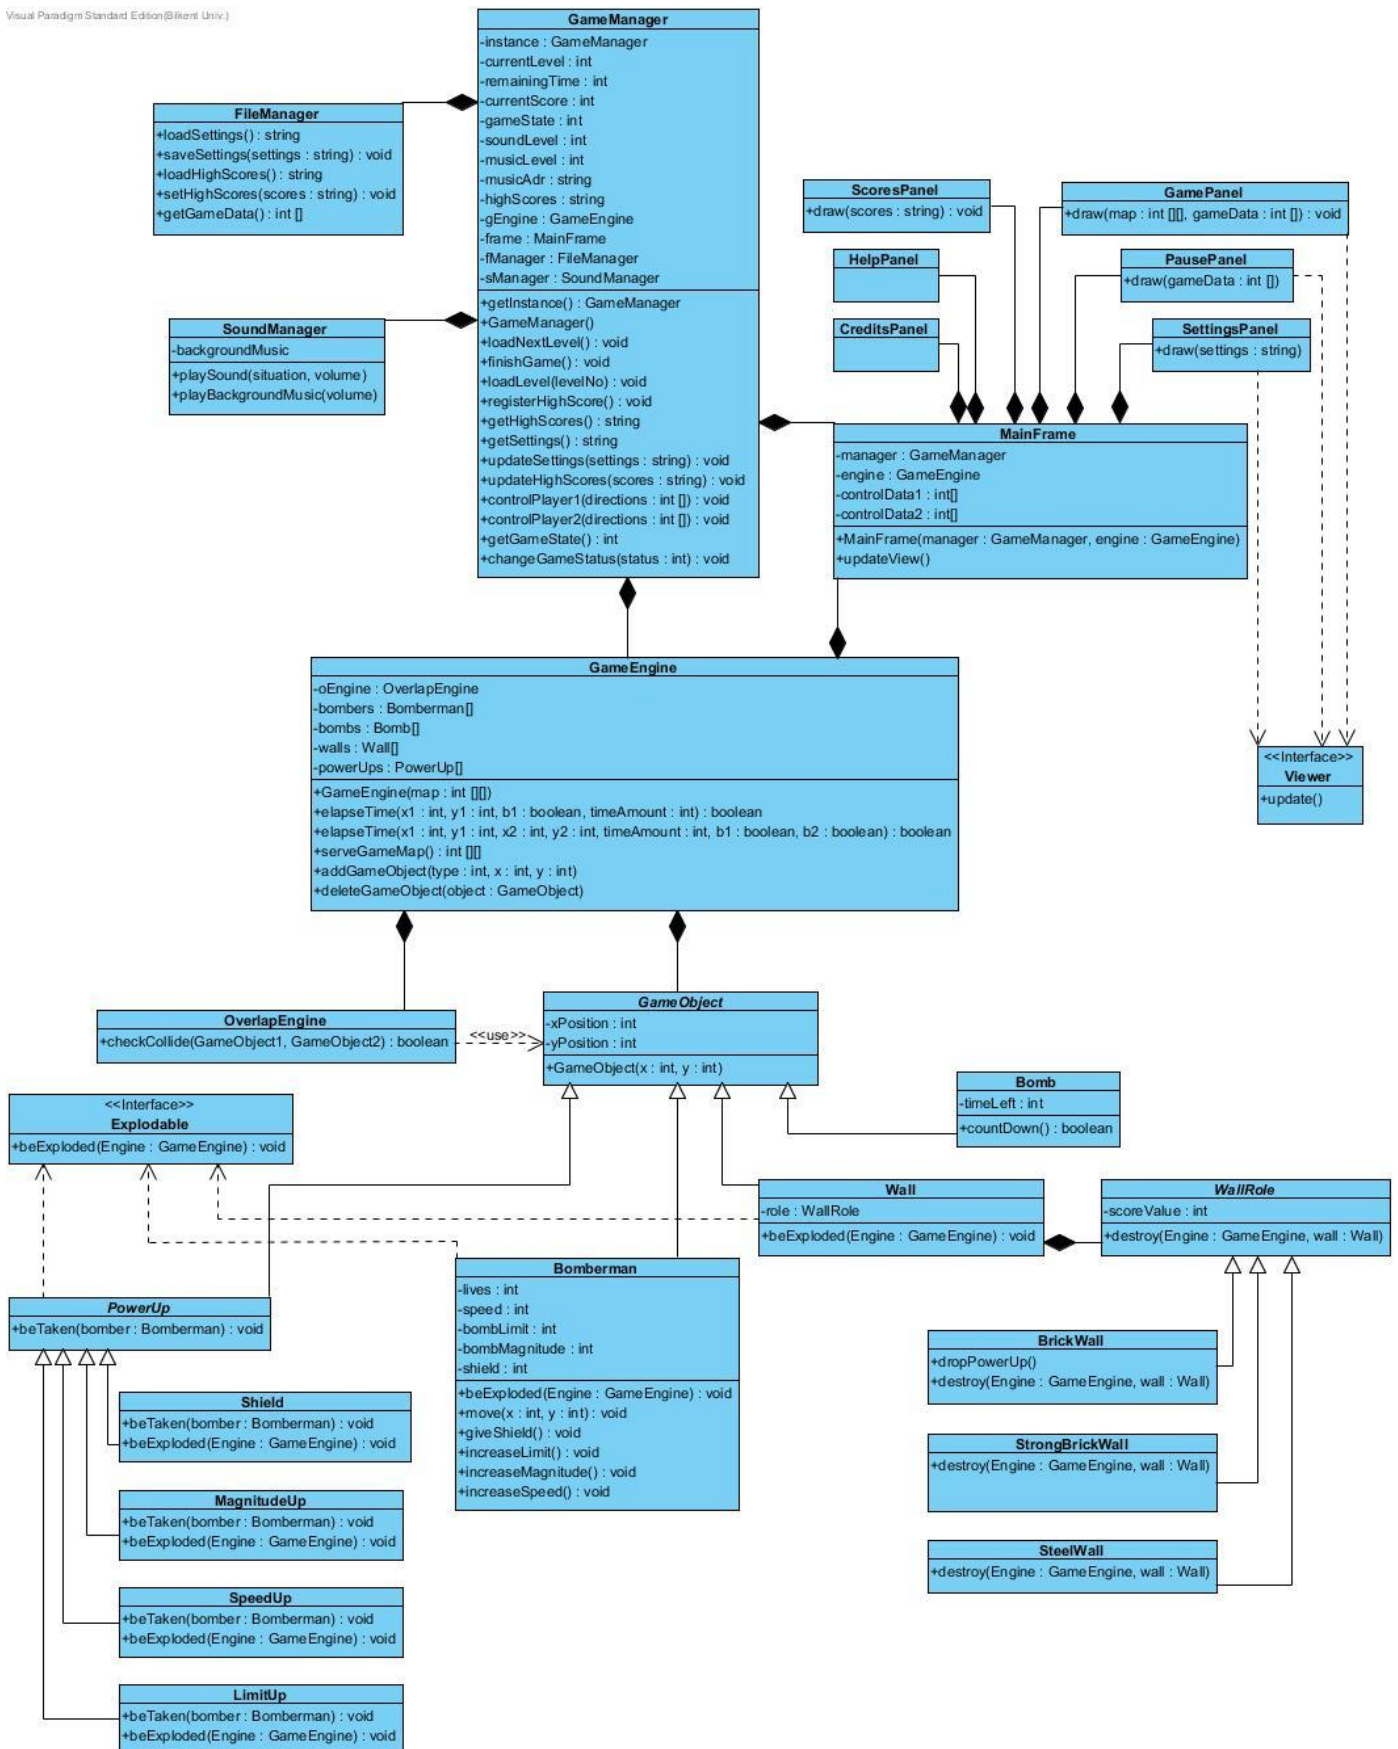 Visual Paradigm Standard Edition(Bilkent Univ.)
GameManager
-instance : GameManager
-currentLevel : int
-remainingTime : int
-currentScore : int
-gameState : int
-soundLevel : int
-musicLevel : int
-musicAdr : string
-highScores : string
-gEngine : GameEngine
-frame : MainFrame
-fManager : FileManager
-sManager : SoundManager
+getInstance() : GameManager
+GameManager()
+loadNextLevel() : void
+finishGame() : void
+loadLevel(levelNo) : void
+registerHighScore() : void
+getHighScores() : string
+getSettings() : string
+updateSettings(settings : string) : void
+updateHighScores(scores : string) : void
+controlPlayer1(directions : int []) : void
+controlPlayer2(directions : int []) : void
+getGameState() : int
+changeGameStatus(status : int) : void
FileManager
+loadSettings() : string
+saveSettings(settings : string) : void
+loadHighScores() : string
+setHighScores(scores : string) : void
+getGameData() : int []
SoundManager
-backgroundMusic
+playSound(situation, volume)
+playBackgroundMusic(volume)
ScoresPanel
+draw(scores : string) : void
GamePanel
+draw(map : int [][], gameData : int []) : void
HelpPanel
PausePanel
+draw(gameData : int [])
CreditsPanel
SettingsPanel
+draw(settings : string)
MainFrame
-manager : GameManager
-engine : GameEngine
-controlData1 : int[]
-controlData2 : int[]
+MainFrame(manager : GameManager, engine : GameEngine)
+updateView()
GameEngine
-oEngine : OverlapEngine
-bombers : Bomberman[]
-bombs : Bomb[]
-walls : Wall[]
-powerUps : PowerUp[]
+GameEngine(map : int [][])
+elapseTime(x1 : int, y1 : int, b1 : boolean, timeAmount : int) : boolean
+elapseTime(x1 : int, y1 : int, x2 : int, y2 : int, timeAmount : int, b1 : boolean, b2 : boolean) : boolean
+serveGameMap() : int [][]
+addGameObject(type : int, x : int, y : int)
+deleteGameObject(object : GameObject)
<<Interface>>
Viewer
+update()
OverlapEngine
+checkCollide(GameObject1, GameObject2) : boolean
<<use>>
GameObject
-xPosition : int
-yPosition : int
+GameObject(x : int, y : int)
Bomb
-timeLeft : int
+countDown() : boolean
<<Interface>>
Explodable
+beExploded(Engine : GameEngine) : void
Wall
-role : WallRole
+beExploded(Engine : GameEngine) : void
WallRole
-scoreValue : int
+destroy(Engine : GameEngine, wall : Wall)
PowerUp
+beTaken(bomber : Bomberman) : void
Bomberman
-lives : int
-speed : int
-bombLimit : int
-bombMagnitude : int
-shield : int
+beExploded(Engine : GameEngine) : void
+move(x : int, y : int) : void
+giveShield() : void
+increaseLimit() : void
+increaseMagnitude() : void
+increaseSpeed() : void
BrickWall
+dropPowerUp()
+destroy(Engine : GameEngine, wall : Wall)
StrongBrickWall
+destroy(Engine : GameEngine, wall : Wall)
SteelWall
+destroy(Engine : GameEngine, wall : Wall)
Shield
+beTaken(bomber : Bomberman) : void
+beExploded(Engine : GameEngine) : void
MagnitudeUp
+beTaken(bomber : Bomberman) : void
+beExploded(Engine : GameEngine) : void
SpeedUp
+beTaken(bomber : Bomberman) : void
+beExploded(Engine : GameEngine) : void
LimitUp
+beTaken(bomber : Bomberman) : void
+beExploded(Engine : GameEngine) : void